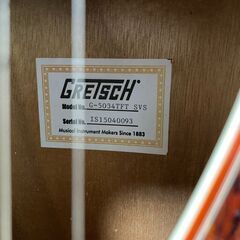 GRETSCH
Model No. G-5034TFT SVS
Serial No. IS15040093
Musical Instrument Makers Since 1883